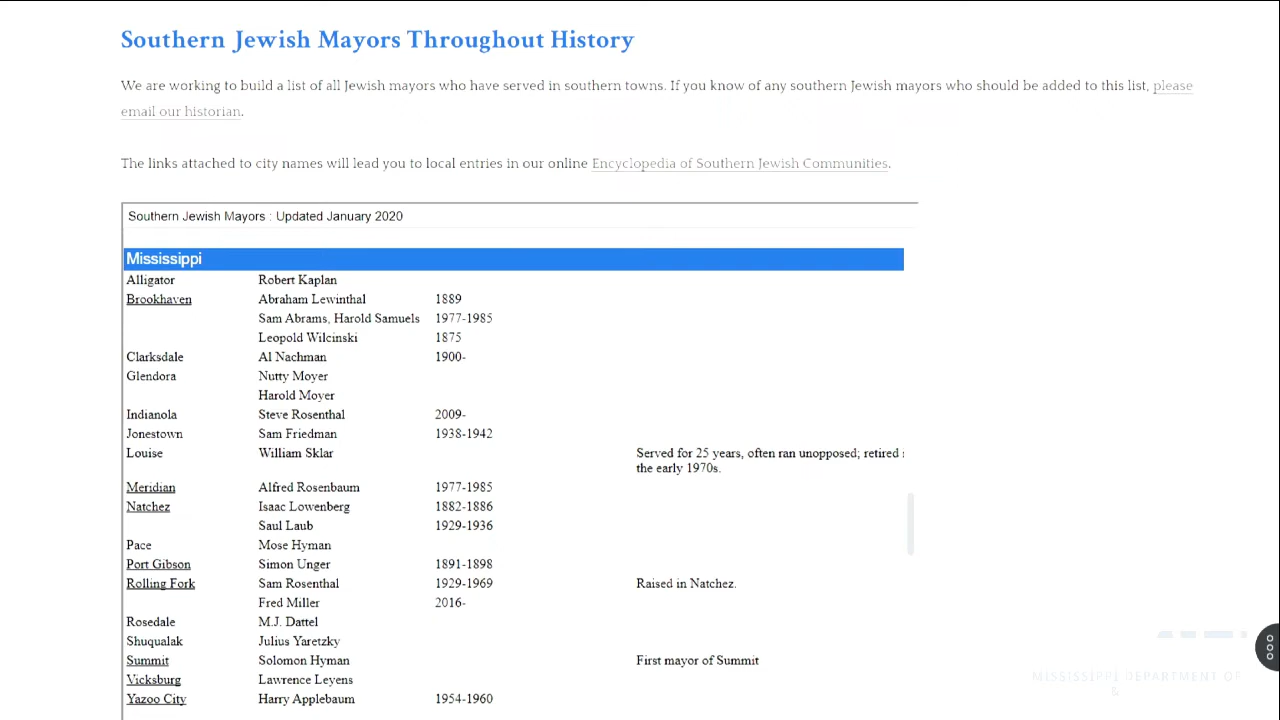 Southern Jewish Mayors Throughout History
We are working to build a list of all Jewish mayors who have served in southern towns. If you know of any southern Jewish mayors who should be added to this list, please
email our historian.
The links attached to city names will lead you to local entries in our online Encyclopedia of Southern Jewish Communities.
Southern Jewish Mayors : Updated January 2020
Mississippi
Alligator Robert Kaplan
Brookhaven Abraham Lewinthal 1889
Sam Abrams, Harold Samuels 1977-1985
Leopold Wilcinski 1875
Clarksdale Al Nachman 1900-
Glendora Nutty Moyer
Harold Moyer
Indianola Steve Rosenthal 2009-
Jonestown Sam Friedman 1938-1942
Louise William Sklar Served for 25 years, often ran unopposed; retired
the early 1970s.
Meridian Alfred Rosenbaum 1977-1985
Natchez Isaac Lowenberg 1882-1886
Saul Laub 1929-1936
Pace Mose Hyman
Port Gibson Simon Unger 1891-1898
Rolling Fork Sam Rosenthal 1929-1969 Raised in Natchez.
Fred Miller 2016-
Rosedale M.J. Dattel
Shuqualak Julius Yaretzky
Summit Solomon Hyman First mayor of Summit
Vicksburg Lawrence Leyens
Yazoo City Harry Applebaum 1954-1960
MISSISSIPPI DEPARTMENT OF
&